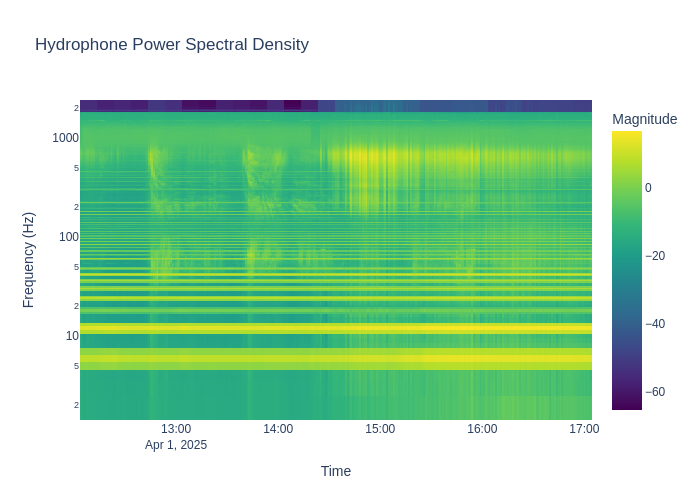 Hydrophone Power Spectral Density
Magnitude
0
−20
−40
−60
Frequency (Hz)
2
1000
5
2
100
5
2
10
5
2
13:00 14:00 15:00 16:00 17:00
Apr 1, 2025
Time